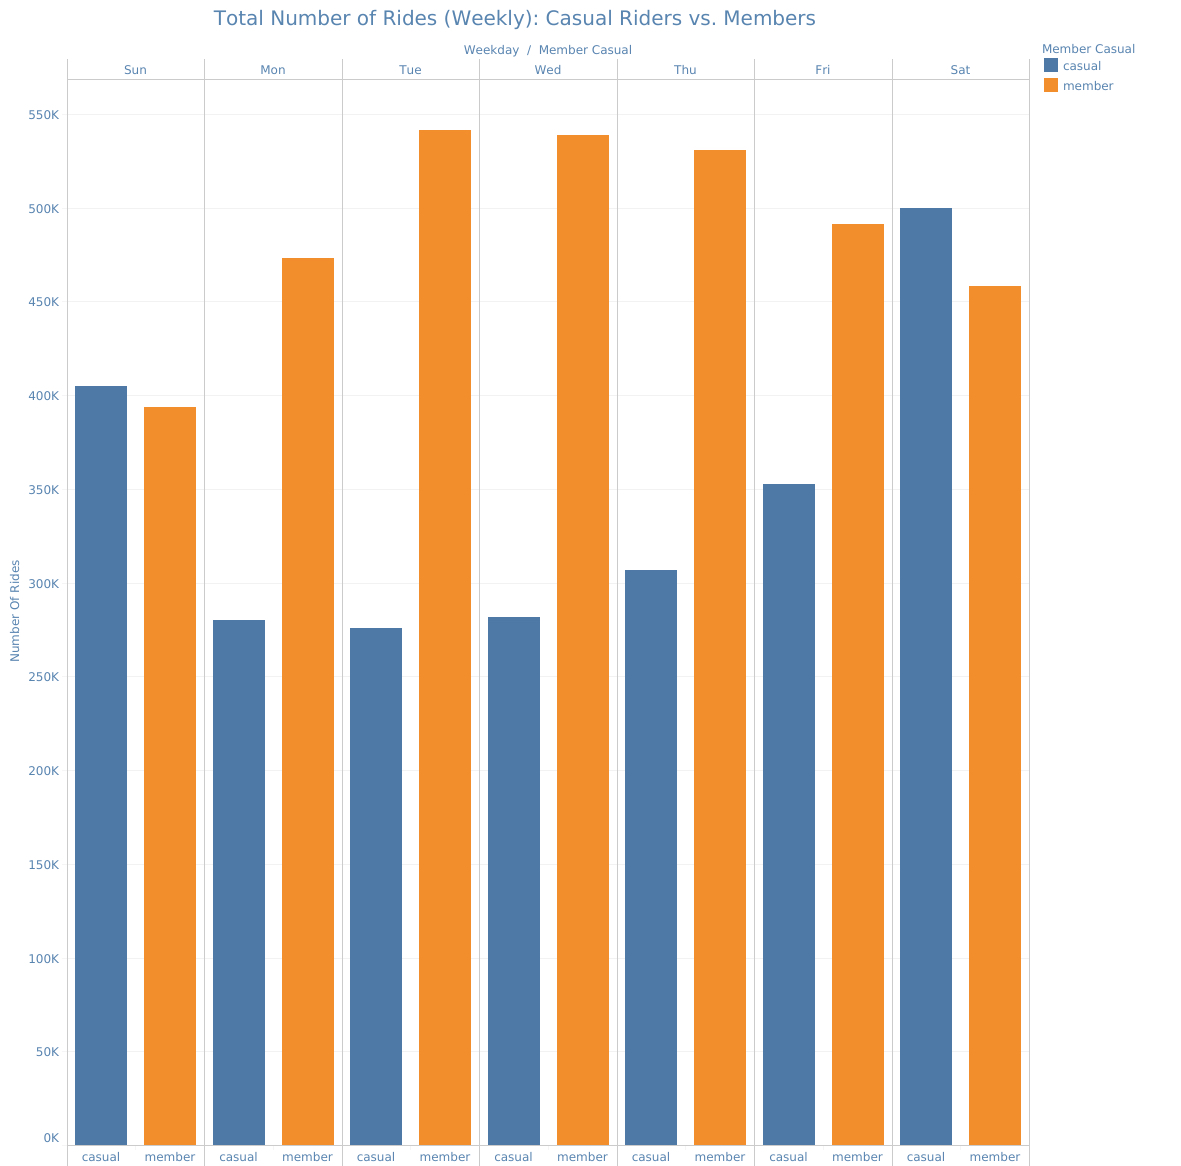 Total Number of Rides (Weekly): Casual Riders vs. Members
Weekday / Member Casual
Member Casual
casual
member
Sun Mon Tue Wed Thu Fri Sat
550K
500K
450K
400K
350K
300K
250K
200K
150K
100K
50K
0K
Number Of Rides
casual member casual member casual member casual member casual member casual member casual member